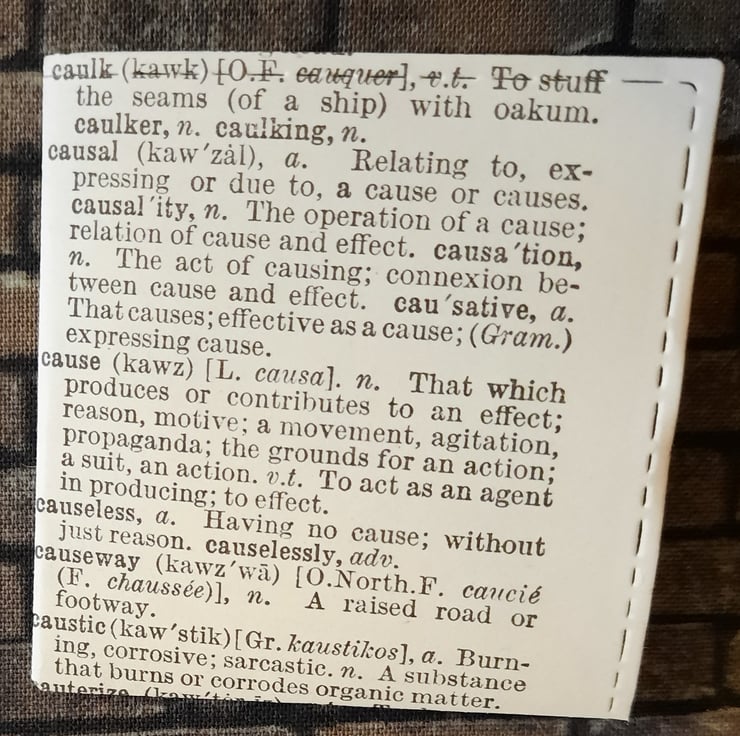 caulk (kawk) [O.F. cauquer], v.t. To stuff
the seams (of a ship) with oakum.
caulker, n. caulking, n.
causal (kaw′zȧl), a. Relating to, ex-
pressing or due to, a cause or causes.
causal′ity, n. The operation of a cause;
relation of cause and effect. causa′tion,
n. The act of causing; connexion be-
tween cause and effect. cau′sative, a.
That causes; effective as a cause; (Gram.)
expressing cause.
cause (kawz) [L. causa]. n. That which
produces or contributes to an effect;
reason, motive; a movement, agitation,
propaganda; the grounds for an action;
a suit, an action. v.t. To act as an agent
in producing; to effect.
causeless, a. Having no cause; without
just reason. causelessly, adv.
causeway (kawz′wā) [O.North.F. caucié
(F. chaussée)], n. A raised road or
footway.
caustic (kaw′stik) [Gr. kaustikos], a. Burn-
ing, corrosive; sarcastic. n. A substance
that burns or corrodes organic matter.